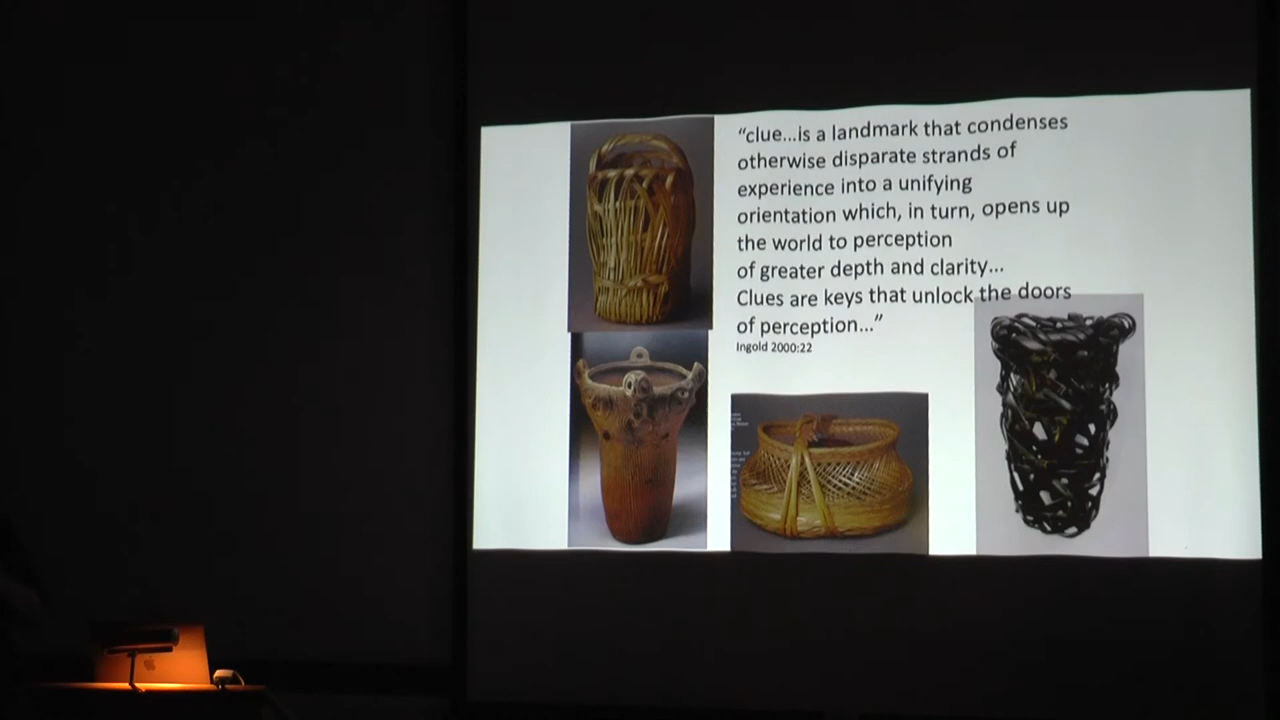 “clue...is a landmark that condenses
otherwise disparate strands of
experience into a unifying
orientation which, in turn, opens up
the world to perception
of greater depth and clarity...
Clues are keys that unlock the doors
of perception...”
Ingold 2000:22